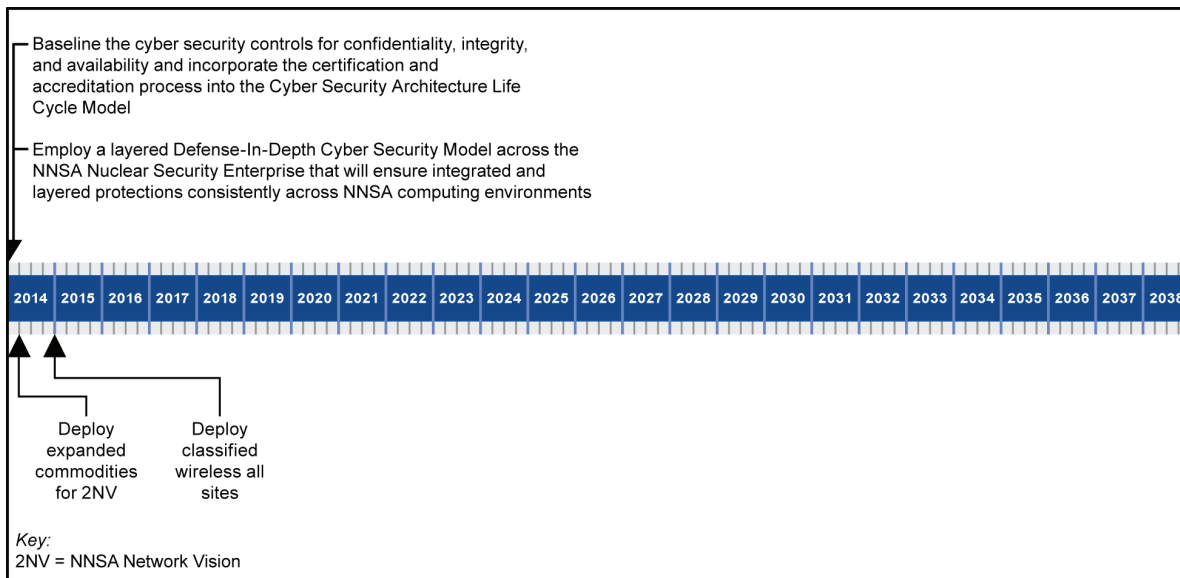 Baseline the cyber security controls for confidentiality, integrity,
and availability and incorporate the certification and
accreditation process into the Cyber Security Architecture Life
Cycle Model
Employ a layered Defense-In-Depth Cyber Security Model across the
NNSA Nuclear Security Enterprise that will ensure integrated and
layered protections consistently across NNSA computing environments
2014 2015 2016 2017 2018 2019 2020 2021 2022 2023 2024 2025 2026 2027 2028 2029 2030 2031 2032 2033 2034 2035 2036 2037 2038
Deploy
expanded
commodities
for 2NV
Deploy
classified
wireless all
sites
Key:
2NV = NNSA Network Vision